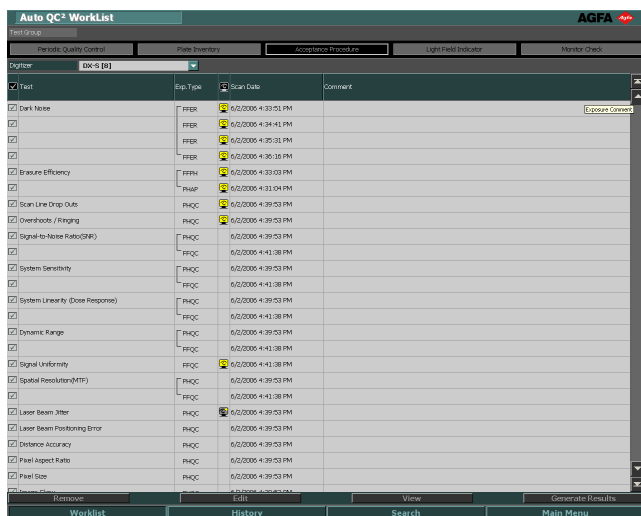 Auto QC² WorkList
AGFA
Test Group
Periodic Quality Control Plate Inventory Acceptance Procedure Light Field Indicator Monitor Check
Digitizer DX-S [B]
Test Exp.Type Scan Date Comment
Exposure Comment
Dark Noise FFER 6/2/2006 4:33:51 PM
FFER 6/2/2006 4:34:41 PM
FFER 6/2/2006 4:35:31 PM
FFER 6/2/2006 4:36:16 PM
Erasure Efficiency FFPH 6/2/2006 4:33:03 PM
PHAP 6/2/2006 4:31:04 PM
Scan Line Drop Outs PHQC 6/2/2006 4:39:53 PM
Overshoots / Ringing PHQC 6/2/2006 4:39:53 PM
Signal-to-Noise Ratio(SNR) PHQC 6/2/2006 4:39:53 PM
FFQC 6/2/2006 4:41:38 PM
System Sensitivity PHQC 6/2/2006 4:39:53 PM
FFQC 6/2/2006 4:41:38 PM
System Linearity (Dose Response) PHQC 6/2/2006 4:39:53 PM
FFQC 6/2/2006 4:41:38 PM
Dynamic Range PHQC 6/2/2006 4:39:53 PM
FFQC 6/2/2006 4:41:38 PM
Signal Uniformity FFQC 6/2/2006 4:41:38 PM
Spatial Resolution(MTF) PHQC 6/2/2006 4:39:53 PM
FFQC 6/2/2006 4:41:38 PM
Laser Beam Jitter PHQC 6/2/2006 4:39:53 PM
Laser Beam Positioning Error PHQC 6/2/2006 4:39:53 PM
Distance Accuracy PHQC 6/2/2006 4:39:53 PM
Pixel Aspect Ratio PHQC 6/2/2006 4:39:53 PM
Pixel Size PHQC 6/2/2006 4:39:53 PM
Remove Edit View Generate Results
Worklist History Search Main Menu